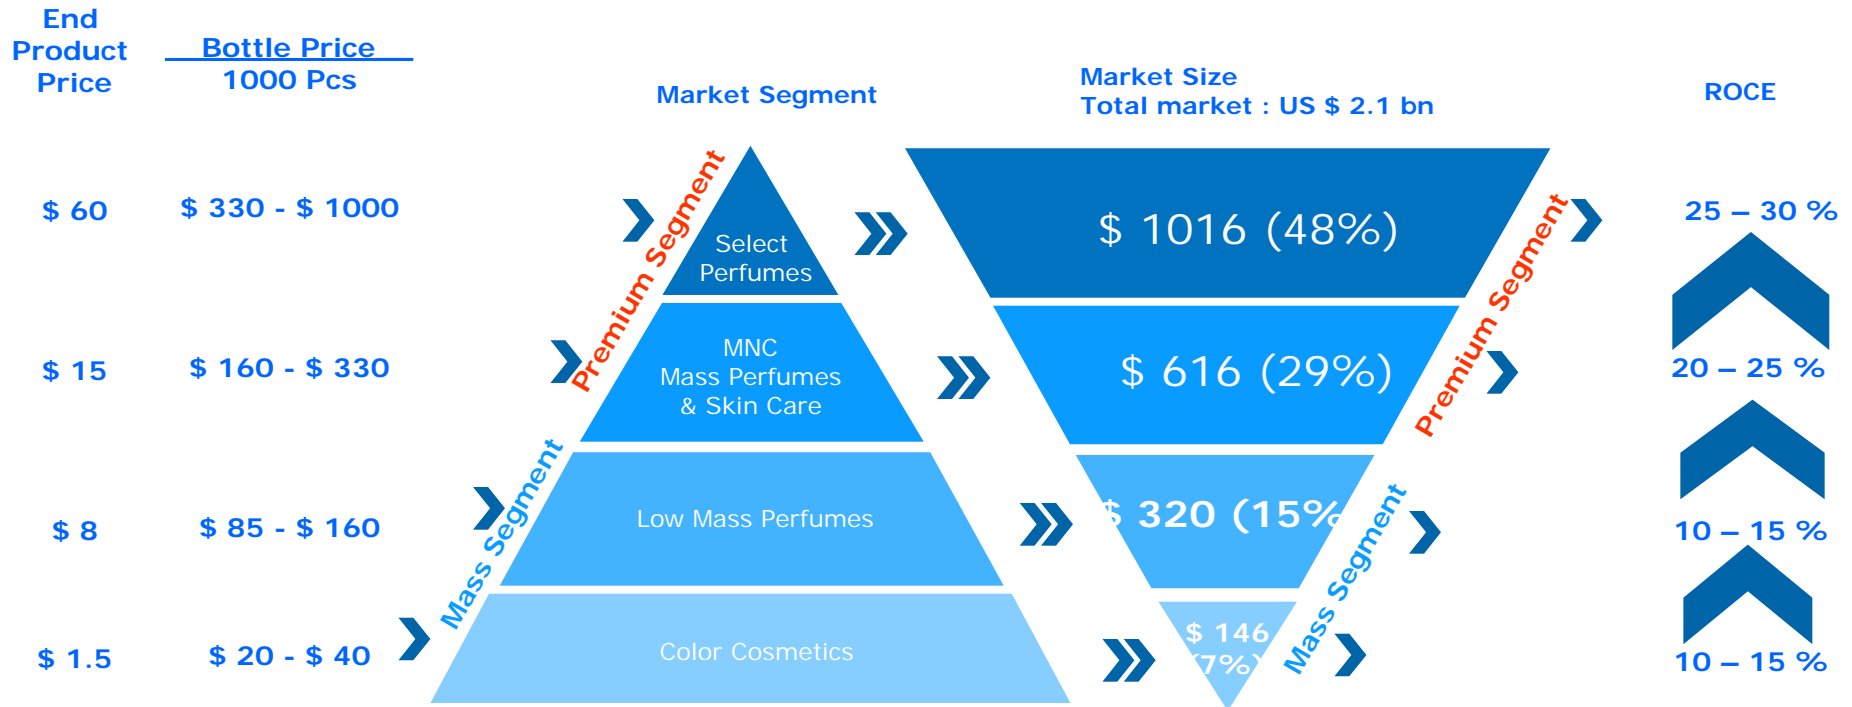 End
Product
Price
Bottle Price
1000 Pcs
Market Segment
Market Size
Total market : US $ 2.1 bn
ROCE
$ 60
$ 330 - $ 1000
Premium Segment
Select
Perfumes
$ 1016 (48%)
Premium Segment
25 – 30 %
$ 15
$ 160 - $ 330
MNC
Mass Perfumes
& Skin Care
$ 616 (29%)
20 – 25 %
$ 8
$ 85 - $ 160
Mass Segment
Low Mass Perfumes
$ 320 (15%
Mass Segment
10 – 15 %
$ 1.5
$ 20 - $ 40
Color Cosmetics
$ 146
(7%)
10 – 15 %